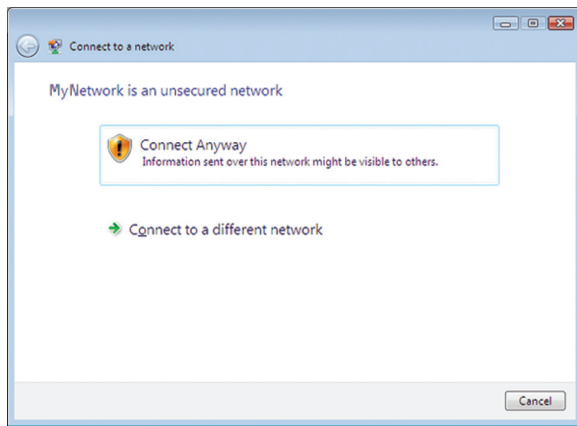 Connect to a network
MyNetwork is an unsecured network
Connect Anyway
Information sent over this network might be visible to others.
Connect to a different network
Cancel